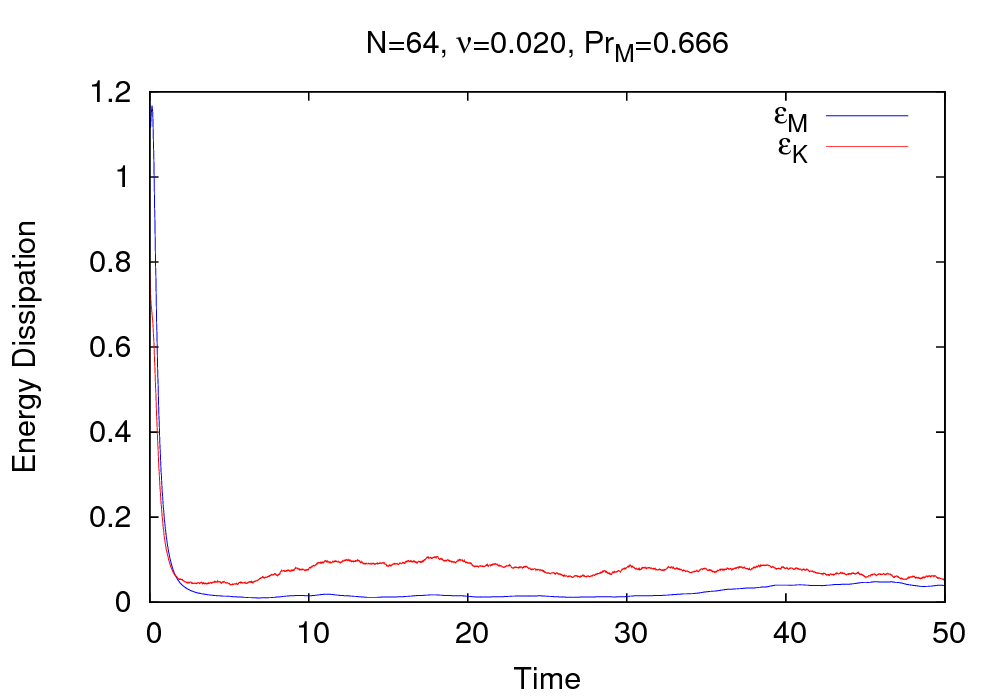 N=64, ν=0.020, Pr_M=0.666
1.2
1
0.8
0.6
0.4
0.2
0
Energy Dissipation
ε_M
ε_K
0 10 20 30 40 50
Time